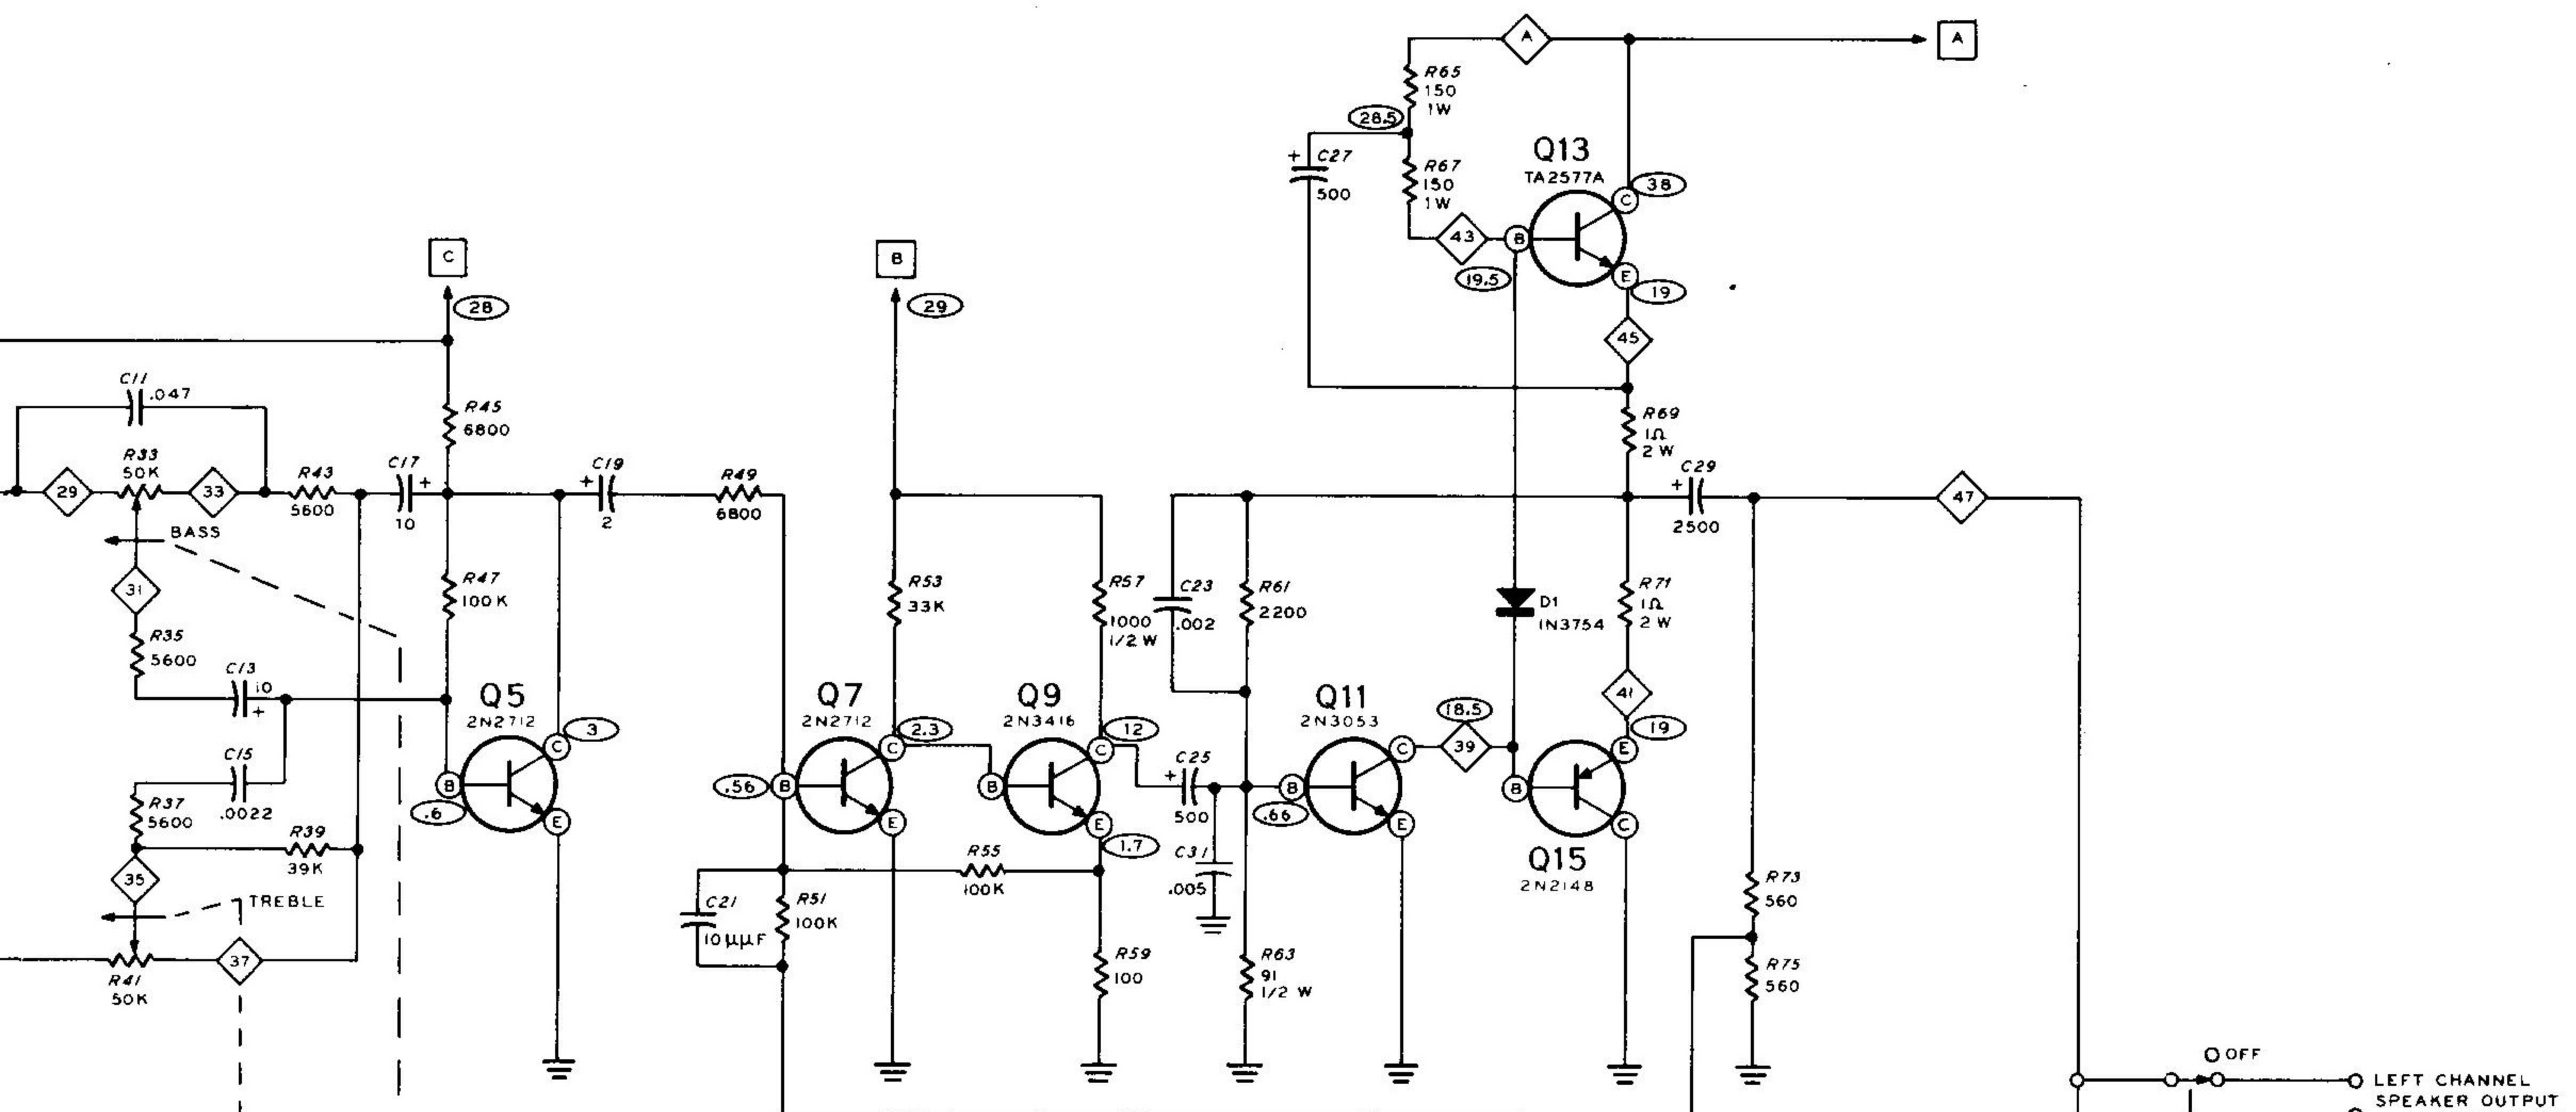 A
A
R65
150
1W
28.5
C27
500
+
R67
150
1W
Q13
TA2577A
C
38
43
B
19.5
E
19
45
C
28
B
29
C11
.047
R45
6800
R69
1Ω
2W
29
R33
50K
33
R43
5600
C17
+
10
C19
+
2
R49
6800
C29
+
2500
47
BASS
31
R47
100K
R53
33K
R57
1000
1/2 W
C23
.002
R61
2200
D1
1N3754
R71
1Ω
2 W
R35
5600
C13
10
+
41
Q5
2N2712
C
3
B
.6
E
Q7
2N2712
C
2.3
.56
B
E
Q9
2N3416
C
12
B
E
1.7
C25
+
500
Q11
2N3053
C
B
.66
E
18.5
39
19
E
B
C
Q15
2N2148
C15
.0022
R37
5600
R39
39K
35
TREBLE
R41
50K
37
C21
10 µµF
R51
100K
R55
100K
R59
100
C31
.005
R63
91
1/2 W
R73
560
R75
560
OFF
LEFT CHANNEL
SPEAKER OUTPUT